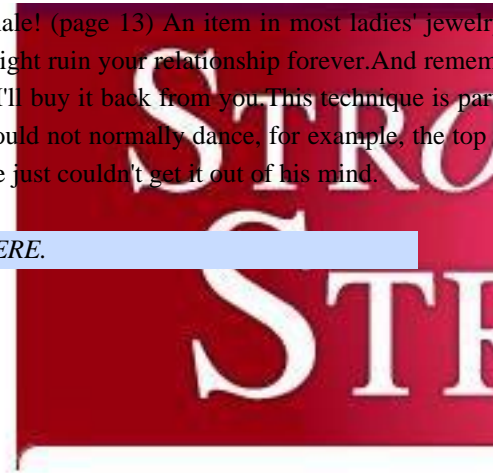 ale! (page 13) An item in most ladies' jewelr
ight ruin your relationship forever.And remem
I'll buy it back from you.This technique is par
ould not normally dance, for example, the top
e just couldn't get it out of his mind.
STRO
ERE.
STR